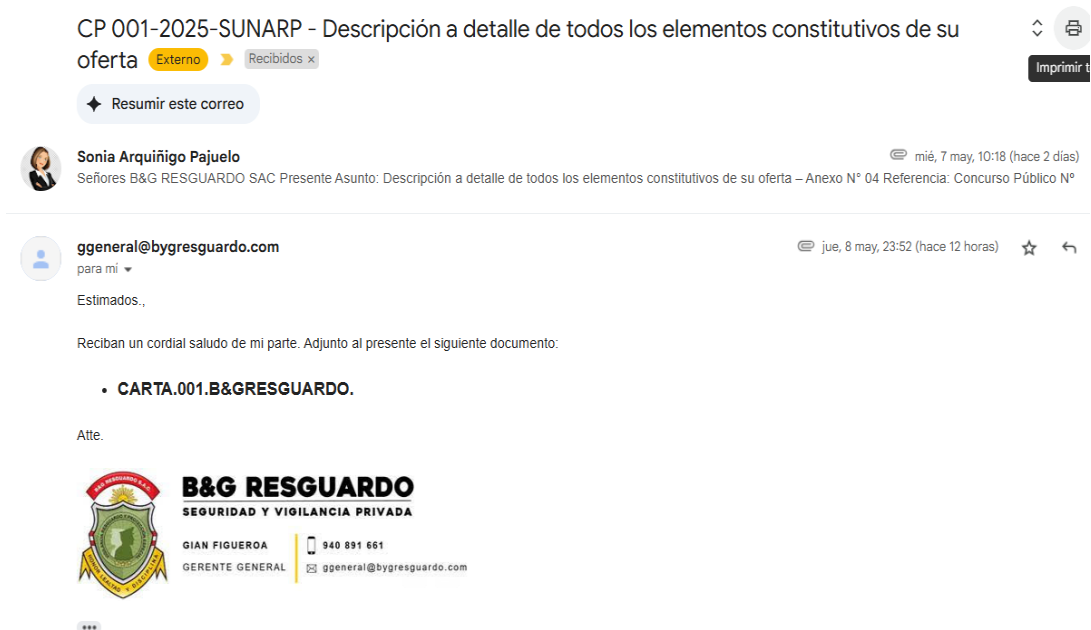 CP 001-2025-SUNARP - Descripción a detalle de todos los elementos constitutivos de su
oferta Externo Recibidos ×
Imprimir t
Resumir este correo
Sonia Arquiñigo Pajuelo
mié, 7 may, 10:18 (hace 2 días)
Señores B&G RESGUARDO SAC Presente Asunto: Descripción a detalle de todos los elementos constitutivos de su oferta – Anexo N° 04 Referencia: Concurso Público Nº
ggeneral@bygresguardo.com
jue, 8 may, 23:52 (hace 12 horas)
para mí
Estimados.,
Reciban un cordial saludo de mi parte. Adjunto al presente el siguiente documento:
• CARTA.001.B&GRESGUARDO.
Atte.
B&G RESGUARDO S.A.C.
HONOR LEALTAD Y DISCIPLINA
B&G RESGUARDO
SEGURIDAD Y VIGILANCIA PRIVADA
GIAN FIGUEROA
940 891 661
GERENTE GENERAL
ggeneral@bygresguardo.com
•••